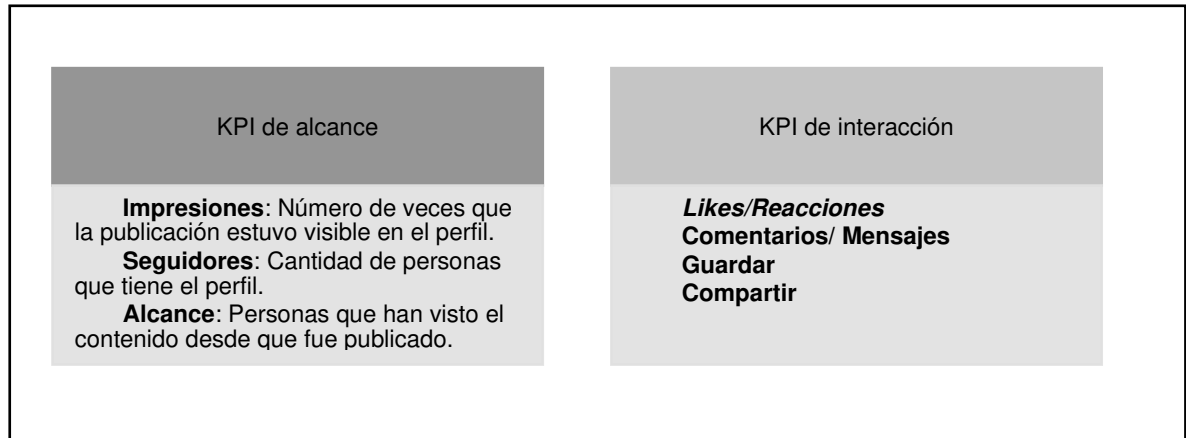 KPI de alcance
Impresiones: Número de veces que
la publicación estuvo visible en el perfil.
Seguidores: Cantidad de personas
que tiene el perfil.
Alcance: Personas que han visto el
contenido desde que fue publicado.
KPI de interacción
Likes/Reacciones
Comentarios/ Mensajes
Guardar
Compartir